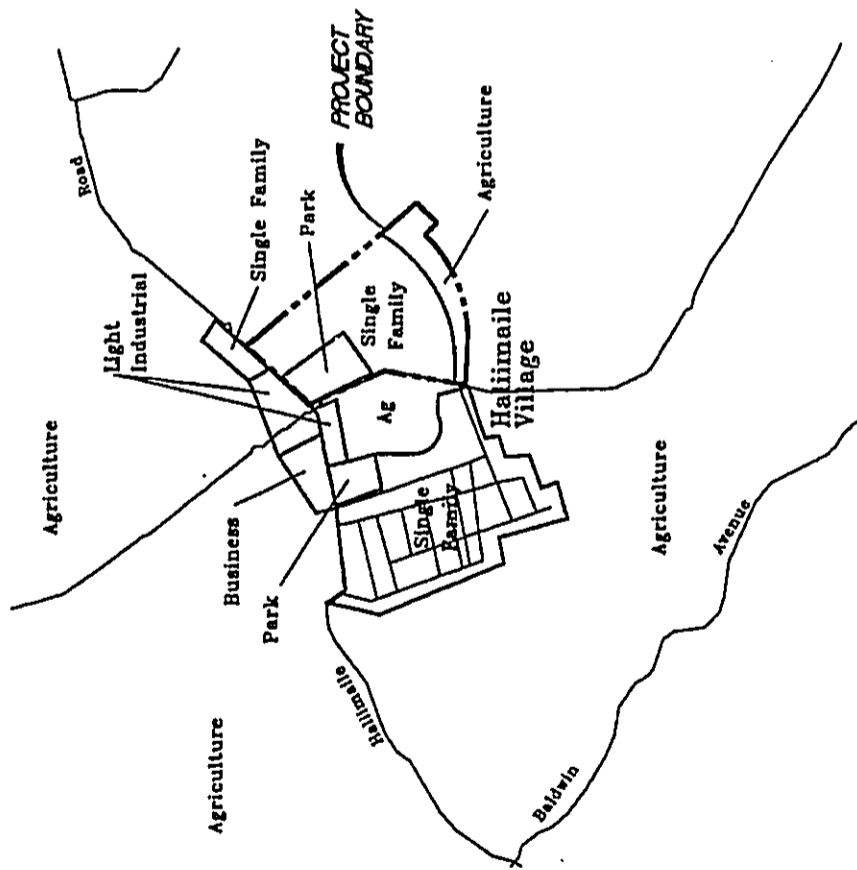 Road
Single Family
PROJECT
BOUNDARY
Light
Industrial
Park
Agriculture
Single
Family
Agriculture
Ag
Haliimaile
Village
Business
Park
Single
Family
Agriculture
Avenue
Haliimaile
Agriculture
Baldwin